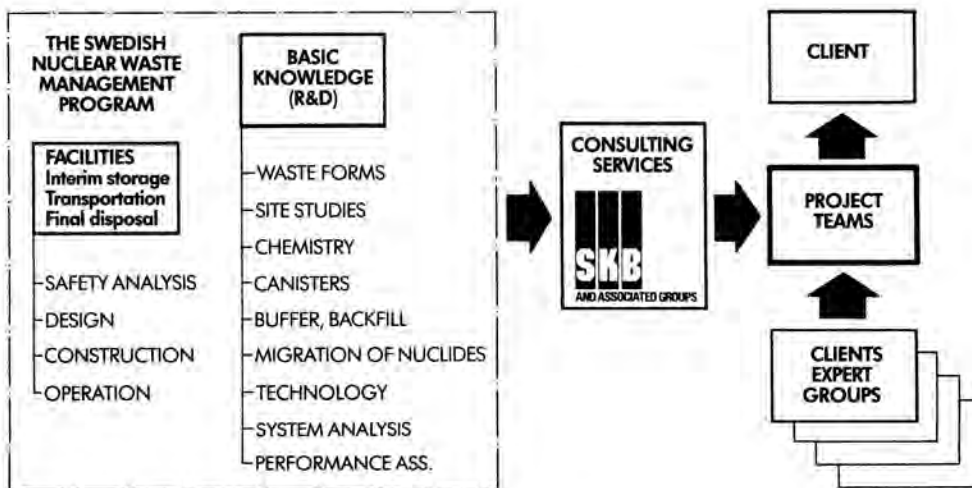 THE SWEDISH
NUCLEAR WASTE
MANAGEMENT
PROGRAM
FACILITIES
Interim storage
Transportation
Final disposal
SAFETY ANALYSIS
DESIGN
CONSTRUCTION
OPERATION
BASIC
KNOWLEDGE
(R&D)
WASTE FORMS
SITE STUDIES
CHEMISTRY
CANISTERS
BUFFER, BACKFILL
MIGRATION OF NUCLIDES
TECHNOLOGY
SYSTEM ANALYSIS
PERFORMANCE ASS.
CONSULTING
SERVICES
SKB
AND ASSOCIATED GROUPS
CLIENT
PROJECT
TEAMS
CLIENTS
EXPERT
GROUPS